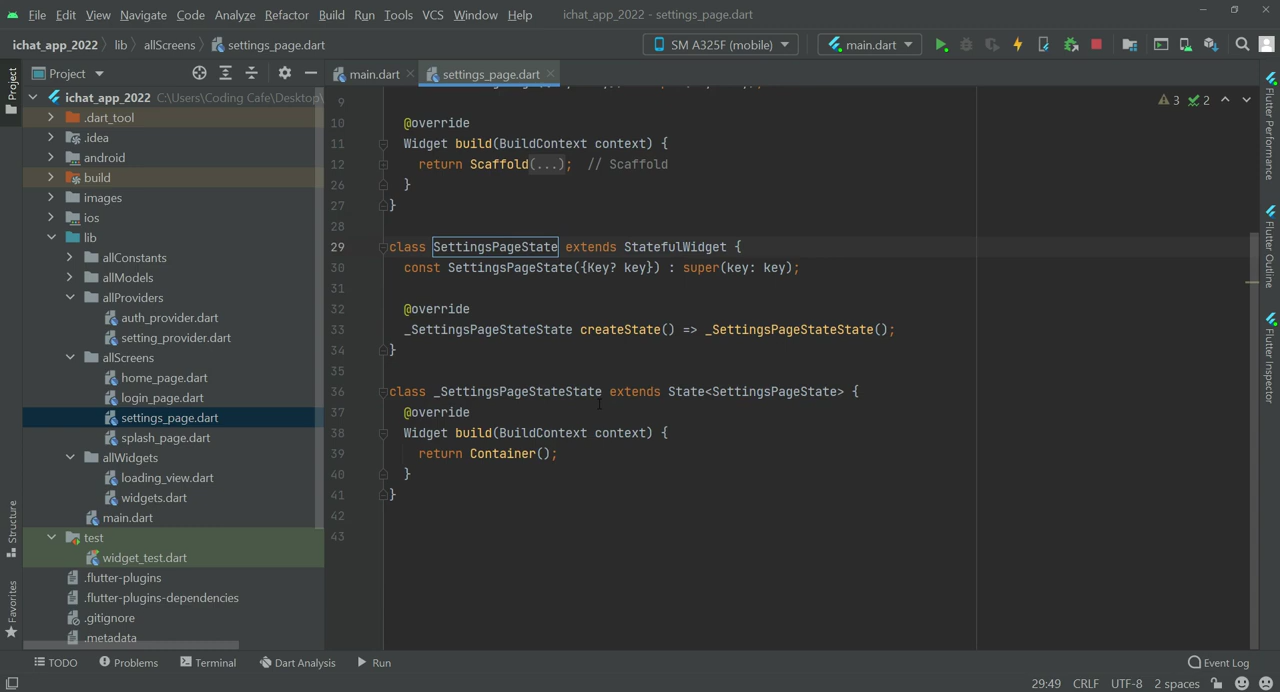 File Edit View Navigate Code Analyze Refactor Build Run Tools VCS Window Help ichat_app_2022 - settings_page.dart
ichat_app_2022 lib allScreens settings_page.dart SM A325F (mobile) main.dart
Project main.dart settings_page.dart
ichat_app_2022 C:\Users\Coding Cafe\Desktop\
.dart_tool
.idea
android
build
images
ios
lib
allConstants
allModels
allProviders
auth_provider.dart
setting_provider.dart
allScreens
home_page.dart
login_page.dart
settings_page.dart
splash_page.dart
allWidgets
loading_view.dart
widgets.dart
main.dart
test
widget_test.dart
.flutter-plugins
.flutter-plugins-dependencies
.gitignore
.metadata
Project
Structure
Favorites
3 2
9
10 @override
11 Widget build(BuildContext context) {
12 return Scaffold(...); // Scaffold
26 }
27 }
28
29 class SettingsPageState extends StatefulWidget {
30 const SettingsPageState({Key? key}) : super(key: key);
31
32 @override
33 _SettingsPageStateState createState() => _SettingsPageStateState();
34 }
35
36 class _SettingsPageStateState extends State<SettingsPageState> {
37 @override
38 Widget build(BuildContext context) {
39 return Container();
40 }
41 }
42
43
Flutter Performance
Flutter Outline
Flutter Inspector
TODO Problems Terminal Dart Analysis Run Event Log
29:49 CRLF UTF-8 2 spaces